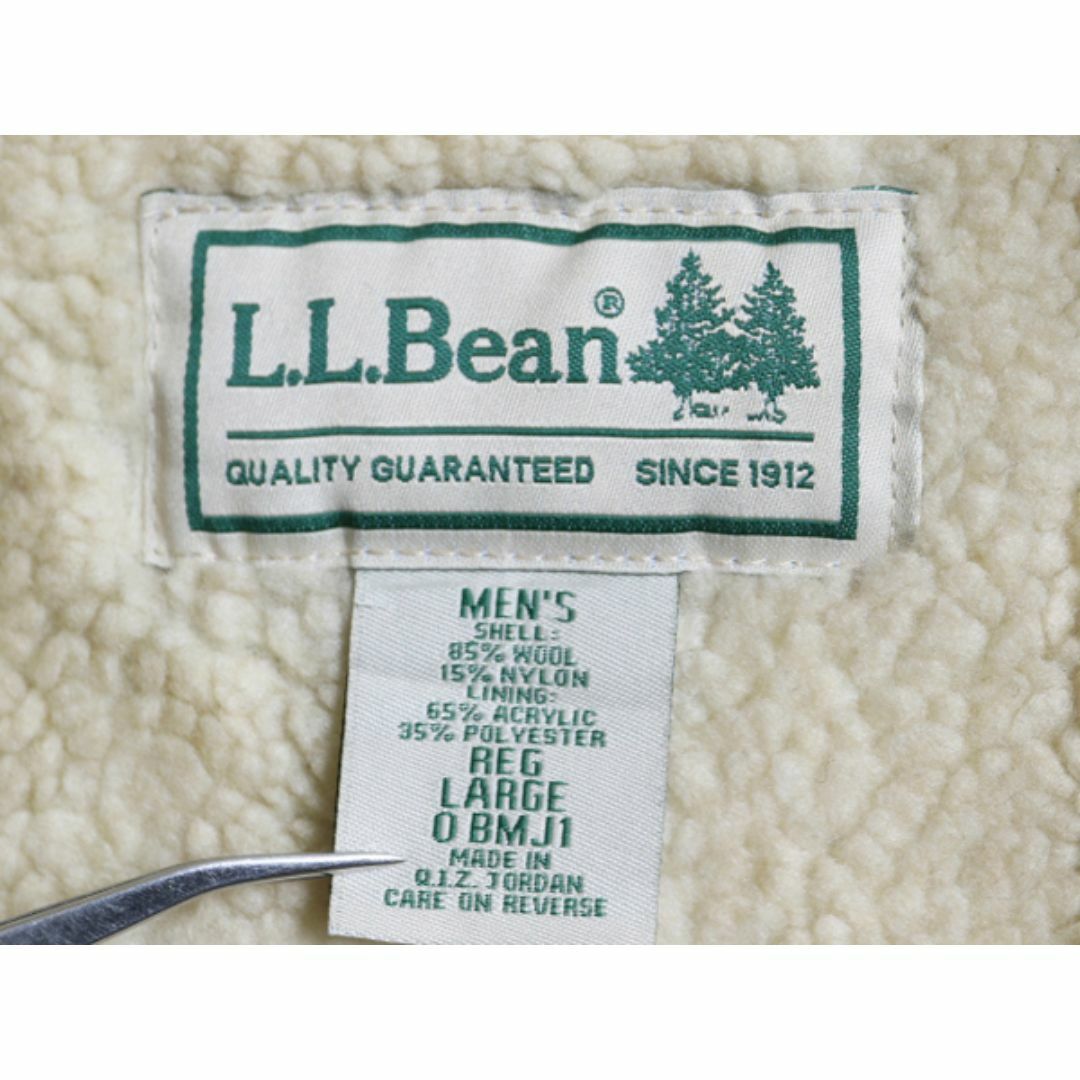 L.L.Bean®
QUALITY GUARANTEED SINCE 1912
MEN'S
SHELL:
85% WOOL
15% NYLON
LINING:
65% ACRYLIC
35% POLYESTER
REG
LARGE
0 BMJ1
MADE IN
Q.I.Z. JORDAN
CARE ON REVERSE